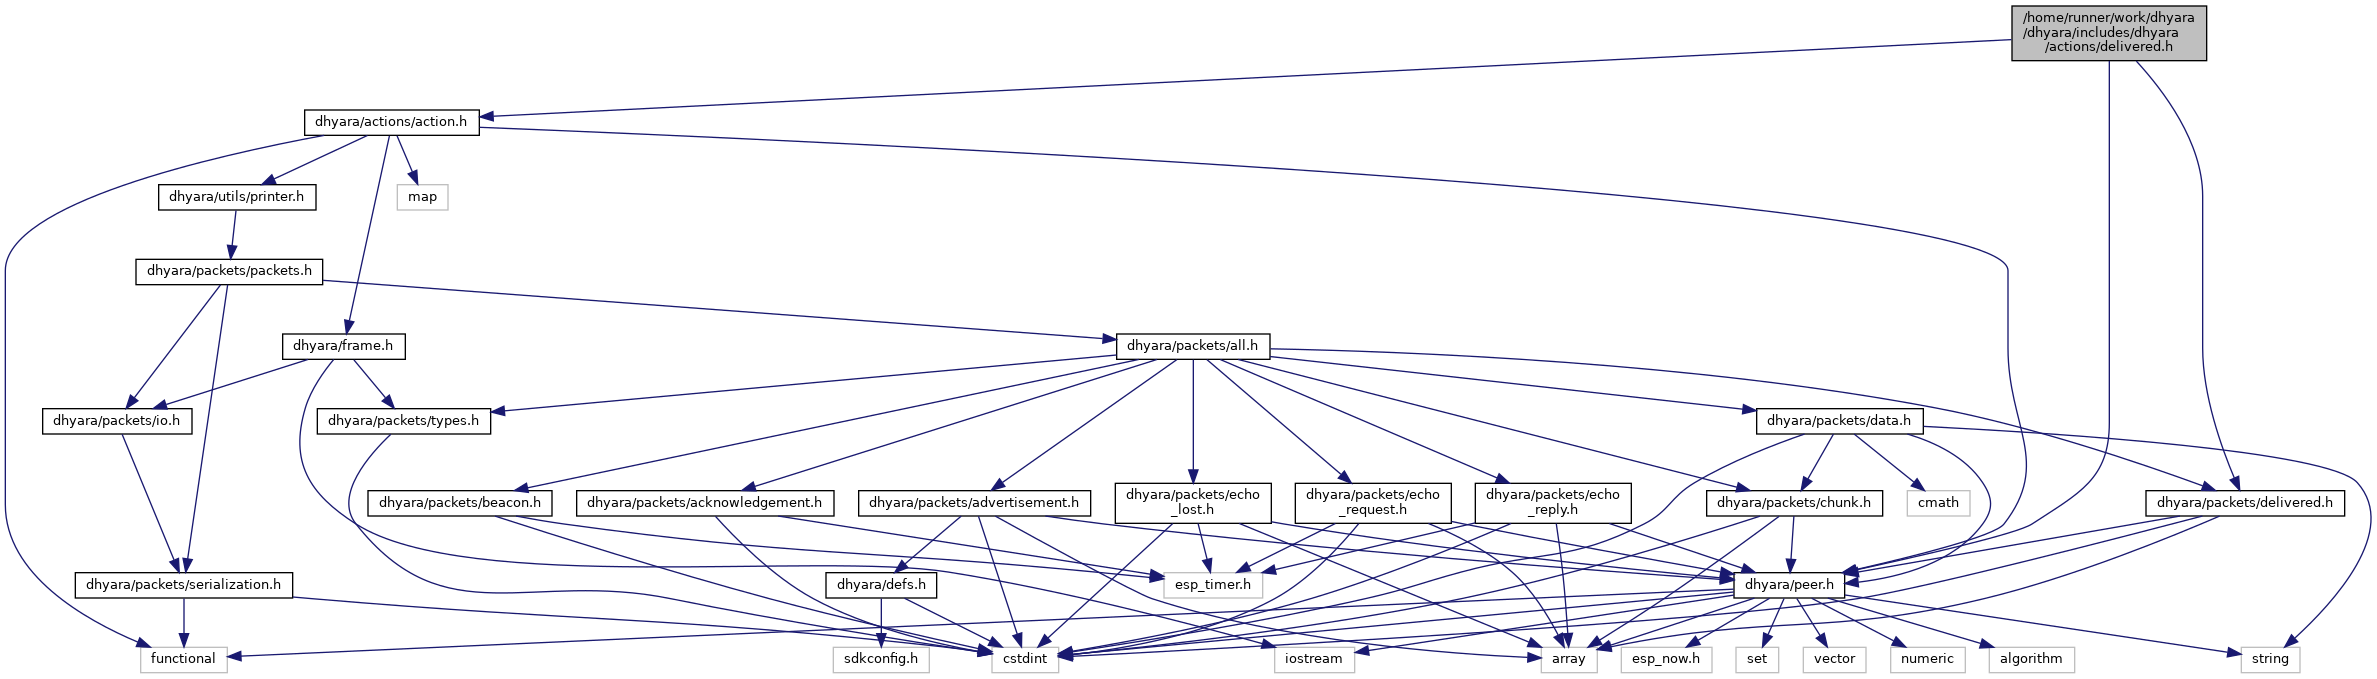 /home/runner/work/dhyara
/dhyara/includes/dhyara
/actions/delivered.h
dhyara/actions/action.h
dhyara/utils/printer.h
map
dhyara/packets/packets.h
dhyara/frame.h
dhyara/packets/all.h
dhyara/packets/io.h
dhyara/packets/types.h
dhyara/packets/data.h
dhyara/packets/beacon.h
dhyara/packets/acknowledgement.h
dhyara/packets/advertisement.h
dhyara/packets/echo
_lost.h
dhyara/packets/echo
_request.h
dhyara/packets/echo
_reply.h
dhyara/packets/chunk.h
cmath
dhyara/packets/delivered.h
dhyara/packets/serialization.h
dhyara/defs.h
esp_timer.h
dhyara/peer.h
functional
sdkconfig.h
cstdint
iostream
array
esp_now.h
set
vector
numeric
algorithm
string